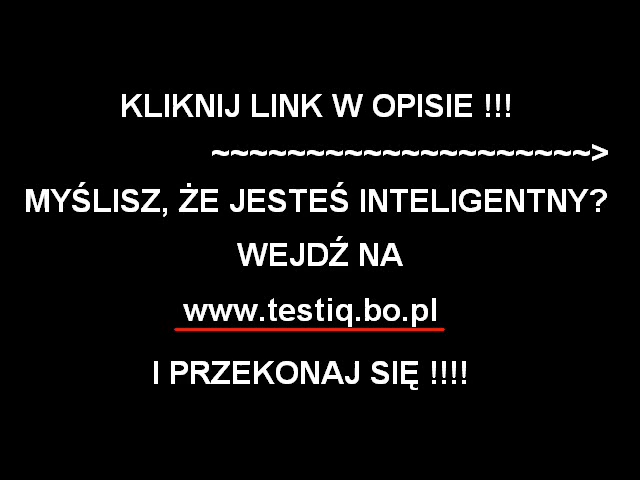 KLIKNIJ LINK W OPISIE !!!
~~~~~~~~~~~~~~~~~~~~>
MYŚLISZ, ŻE JESTEŚ INTELIGENTNY?
WEJDŹ NA
www.testiq.bo.pl
I PRZEKONAJ SIĘ !!!!